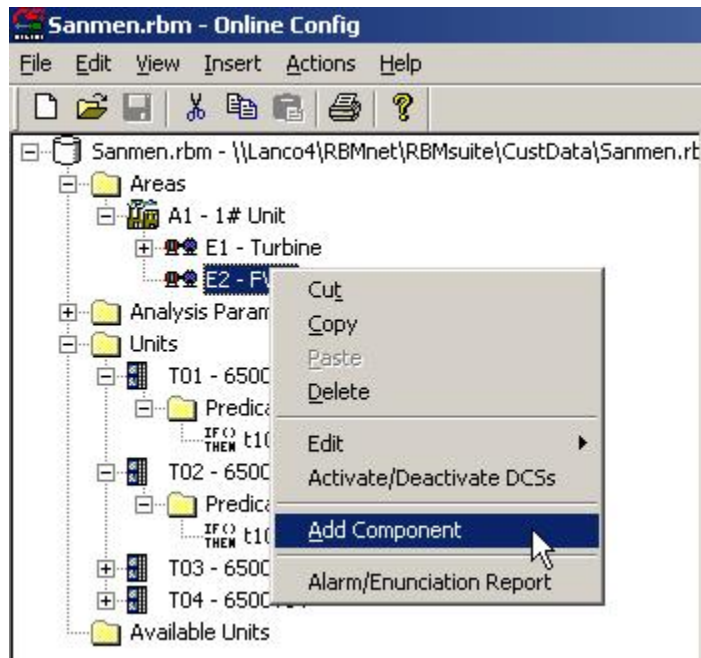 Sanmen.rbm - Online Config
File Edit View Insert Actions Help
Sanmen.rbm - \\Lanco4\RBMnet\RBMsuite\CustData\Sanmen.rb
Areas
A1 - 1# Unit
E1 - Turbine
E2 -
Analysis Param
Units
T01 - 6500
Predica
IF() THEN t10
T02 - 6500
Predica
IF() THEN t10
T03 - 6500
T04 - 6500
Available Units
Cut
Copy
Paste
Delete
Edit
Activate/Deactivate DCSs
Add Component
Alarm/Enunciation Report